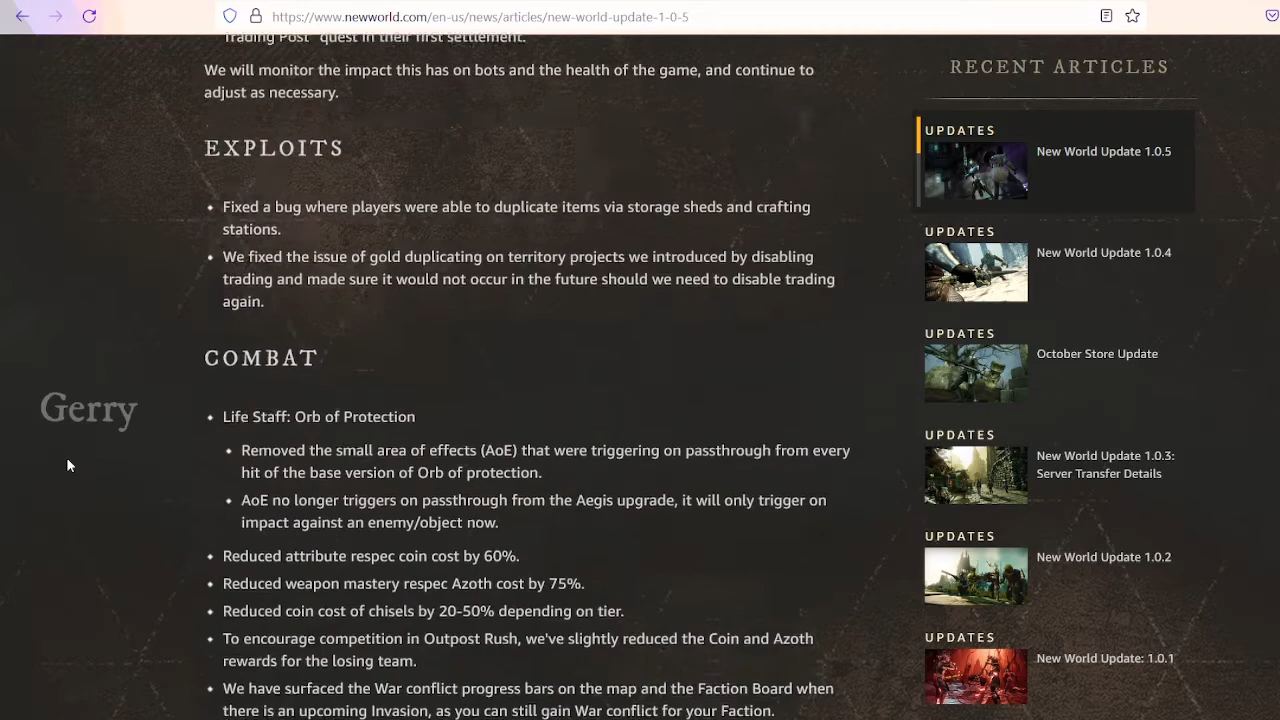 https://www.newworld.com/en-us/news/articles/new-world-update-1-0-5
Trading Post" quest in their first settlement.
We will monitor the impact this has on bots and the health of the game, and continue to
adjust as necessary.
EXPLOITS
Fixed a bug where players were able to duplicate items via storage sheds and crafting
stations.
We fixed the issue of gold duplicating on territory projects we introduced by disabling
trading and made sure it would not occur in the future should we need to disable trading
again.
COMBAT
Life Staff: Orb of Protection
Removed the small area of effects (AoE) that were triggering on passthrough from every
hit of the base version of Orb of protection.
AoE no longer triggers on passthrough from the Aegis upgrade, it will only trigger on
impact against an enemy/object now.
Reduced attribute respec coin cost by 60%.
Reduced weapon mastery respec Azoth cost by 75%.
Reduced coin cost of chisels by 20-50% depending on tier.
To encourage competition in Outpost Rush, we've slightly reduced the Coin and Azoth
rewards for the losing team.
We have surfaced the War conflict progress bars on the map and the Faction Board when
there is an upcoming Invasion, as you can still gain War conflict for your Faction.
Gerry
RECENT ARTICLES
UPDATES
New World Update 1.0.5
UPDATES
New World Update 1.0.4
UPDATES
October Store Update
UPDATES
New World Update 1.0.3:
Server Transfer Details
UPDATES
New World Update 1.0.2
UPDATES
New World Update: 1.0.1